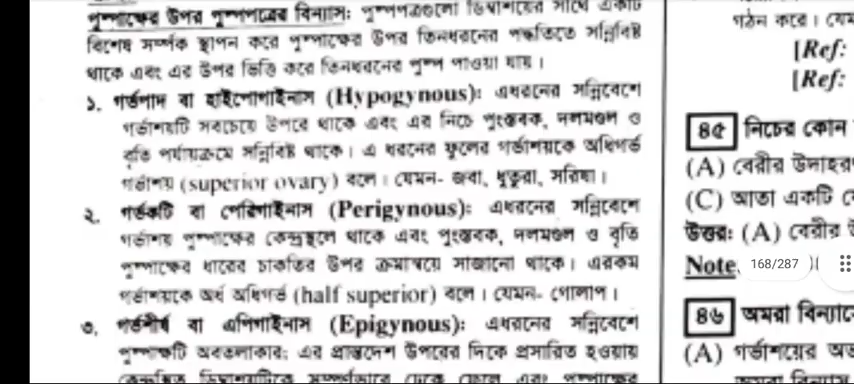 পুষ্পাক্ষের উপর পুষ্পপত্রের বিন্যাস: পুষ্পপত্রগুলো ডিম্বাশয়ের সাথে একটি
বিশেষ সম্পর্ক স্থাপন করে পুষ্পাক্ষের উপর তিনধরনের পদ্ধতিতে সন্নিবিষ্ট
থাকে এবং এর উপর ভিত্তি করে তিনধরনের পুষ্প পাওয়া যায়।
১. গর্ভপাদ বা হাইপোগাইনাস (Hypogynous): এধরনের সন্নিবেশে
গর্ভাশয়টি সবচেয়ে উপরে থাকে এবং এর নিচে পুংস্তবক, দলমণ্ডল ও
বৃতি পর্যায়ক্রমে সন্নিবিষ্ট থাকে। এ ধরনের ফুলের গর্ভাশয়কে অধিগর্ভ
গর্ভাশয় (superior ovary) বলে। যেমন- জবা, ধুতুরা, সরিষা।
২. গর্ভকটি বা পেরিগাইনাস (Perigynous): এধরনের সন্নিবেশে
গর্ভাশয় পুষ্পাক্ষের কেন্দ্রস্থলে থাকে এবং পুংস্তবক, দলমণ্ডল ও বৃতি
পুষ্পাক্ষের ধারের চাকতির উপর ক্রমান্বয়ে সাজানো থাকে। এরকম
গর্ভাশয়কে অর্ধ অধিগর্ভ (half superior) বলে। যেমন- গোলাপ।
৩. গর্ভশীর্ষ বা এপিগাইনাস (Epigynous): এধরনের সন্নিবেশে
পুষ্পাক্ষটি অবতলাকার; এর প্রান্তদেশ উপরের দিকে প্রসারিত হওয়ায়
গঠন করে।
[Ref:
[Ref:
৪৫ নিচের কোন
(A) বেরীর উদাহর
(C) আতা একটি
উত্তর: (A) বেরীর
Note
168/287
৪৬ অমরা বিন্যাে
(A) গর্ভাশয়ের